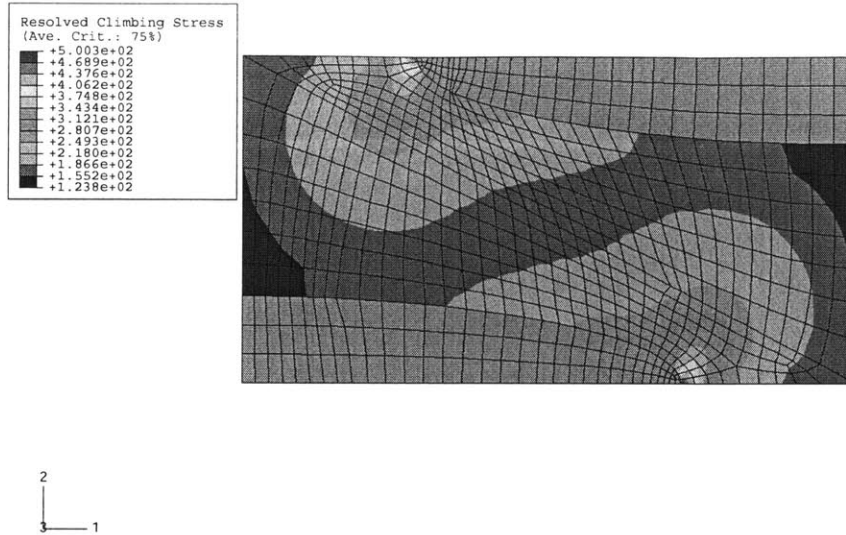 Resolved Climbing Stress
(Ave. Crit.: 75%)
+5.003e+02
+4.689e+02
+4.376e+02
+4.062e+02
+3.748e+02
+3.434e+02
+3.121e+02
+2.807e+02
+2.493e+02
+2.180e+02
+1.866e+02
+1.552e+02
+1.238e+02
2
3 1